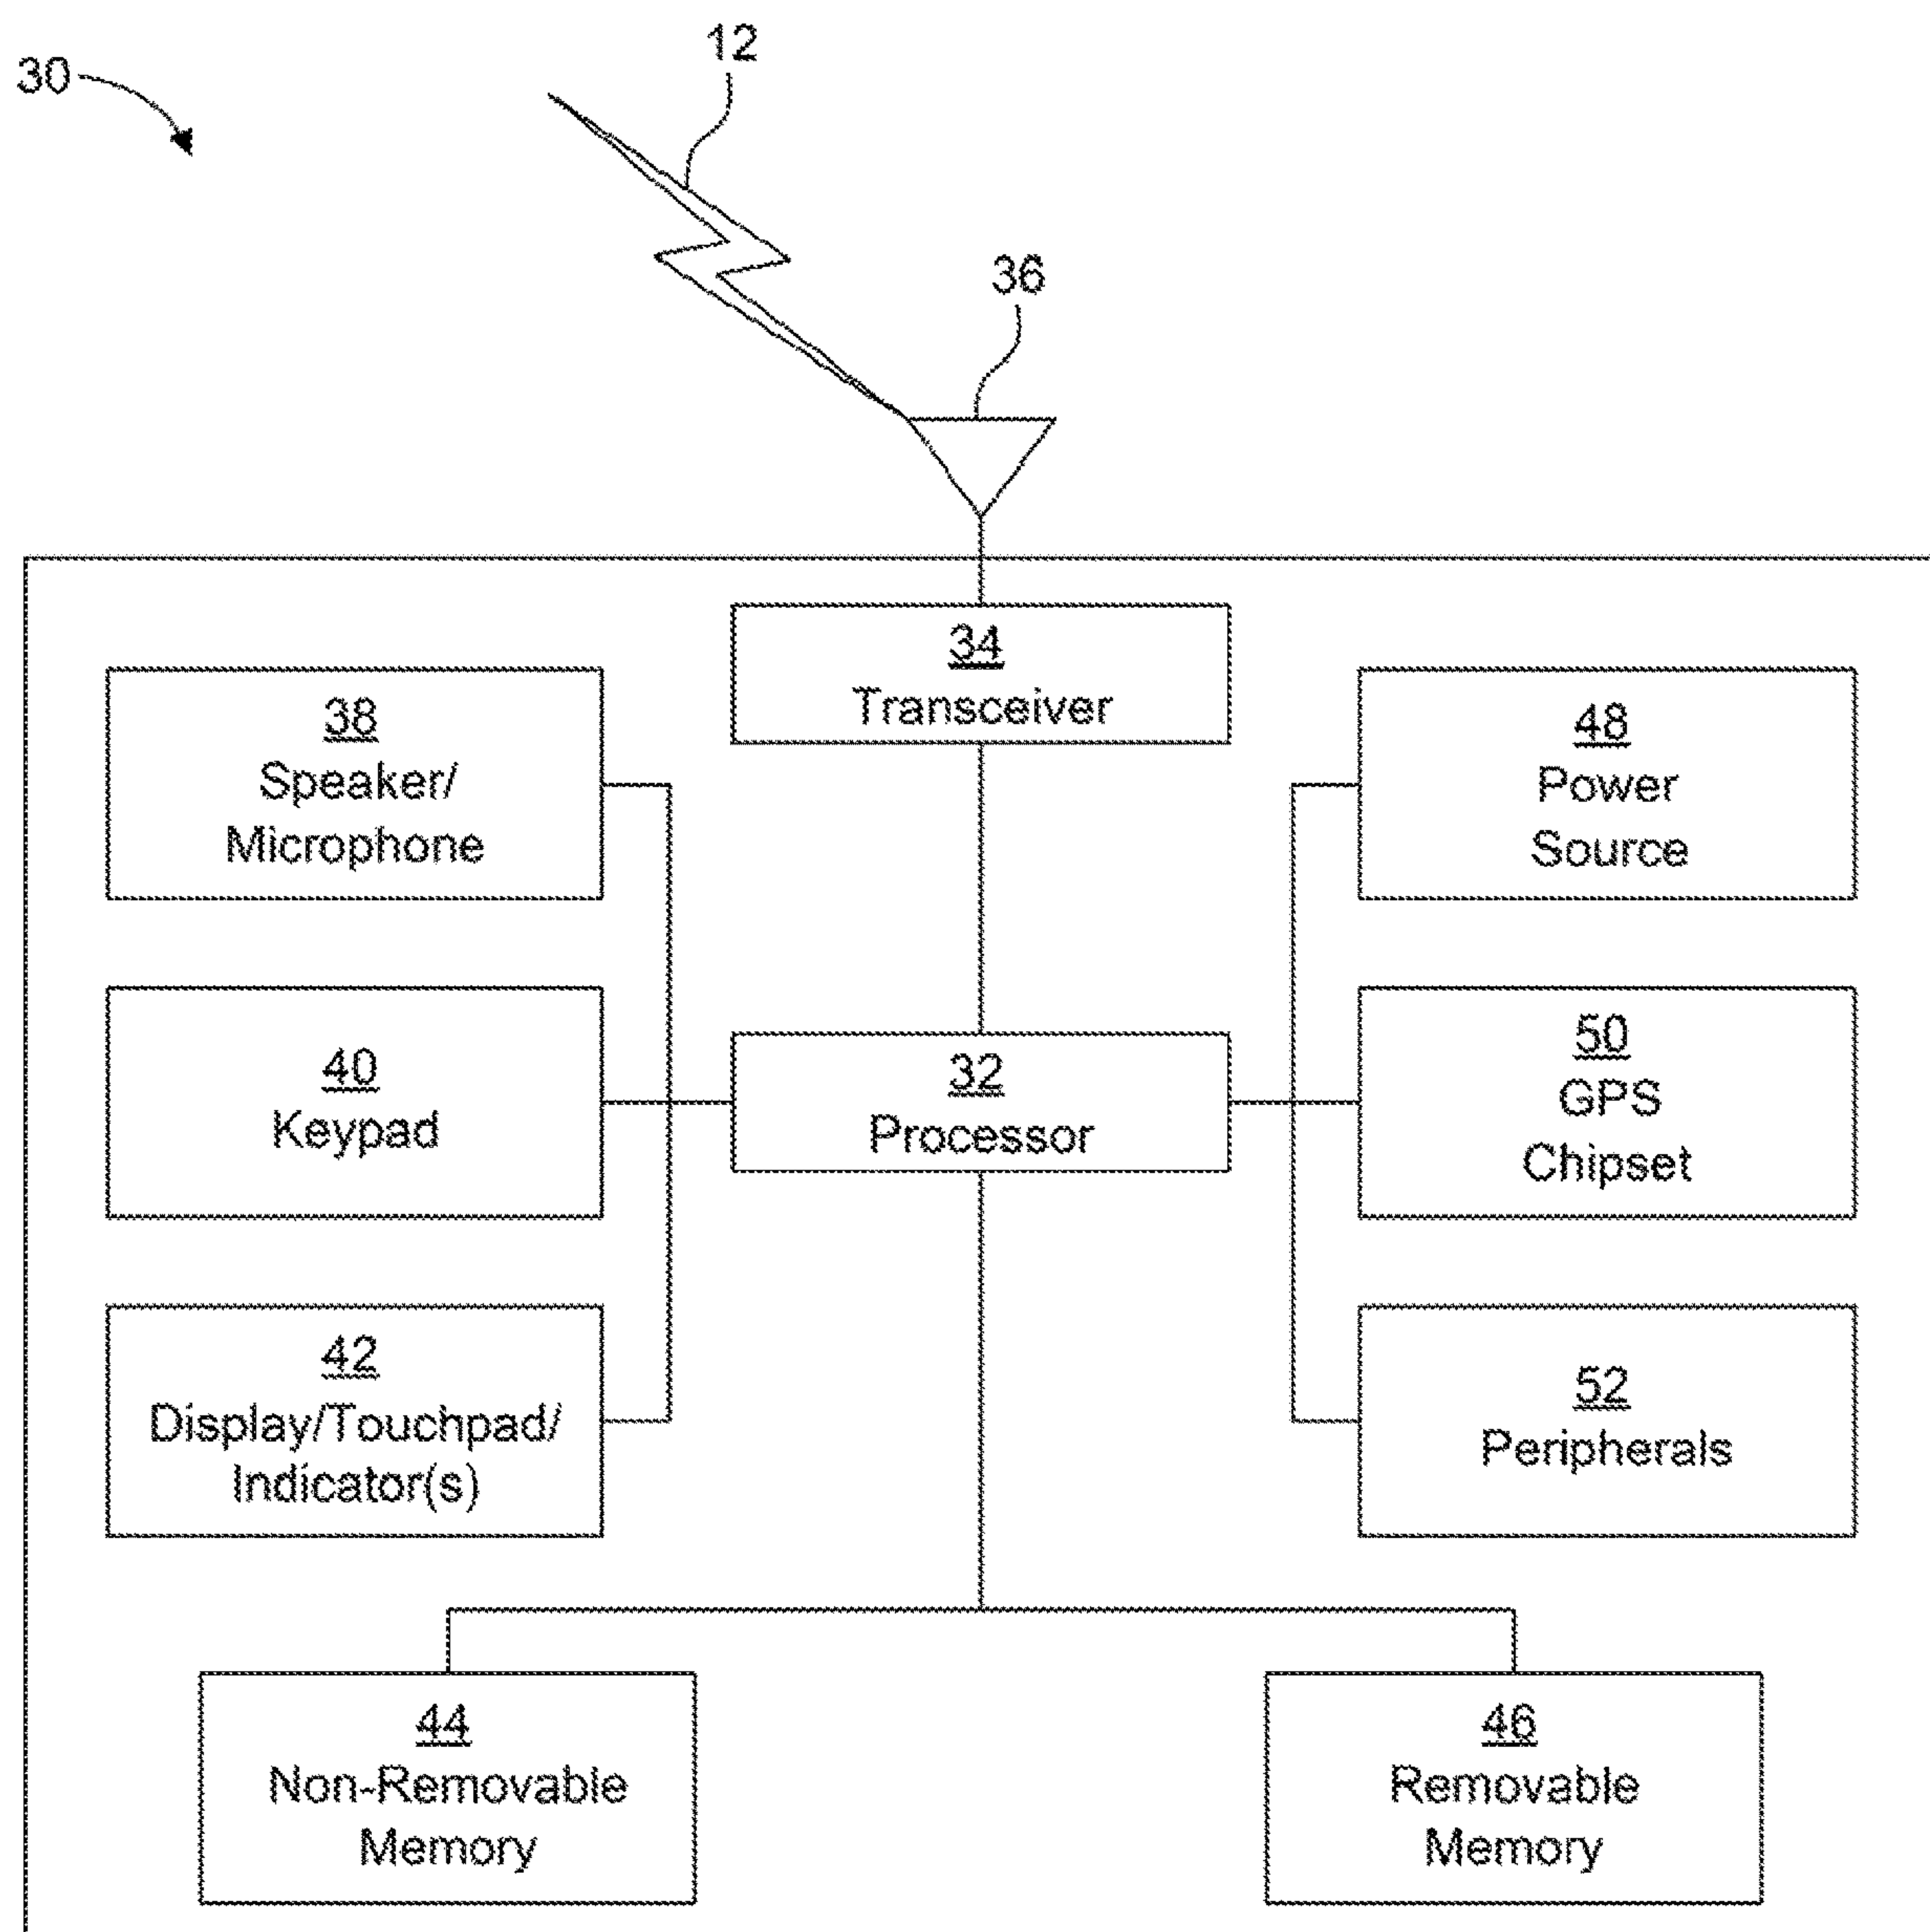 12
30
36
34
Transceiver
38
Speaker/
Microphone
48
Power
Source
40
Keypad
32
Processor
50
GPS
Chipset
42
Display/Touchpad/
Indicator(s)
52
Peripherals
44
Non-Removable
Memory
46
Removable
Memory